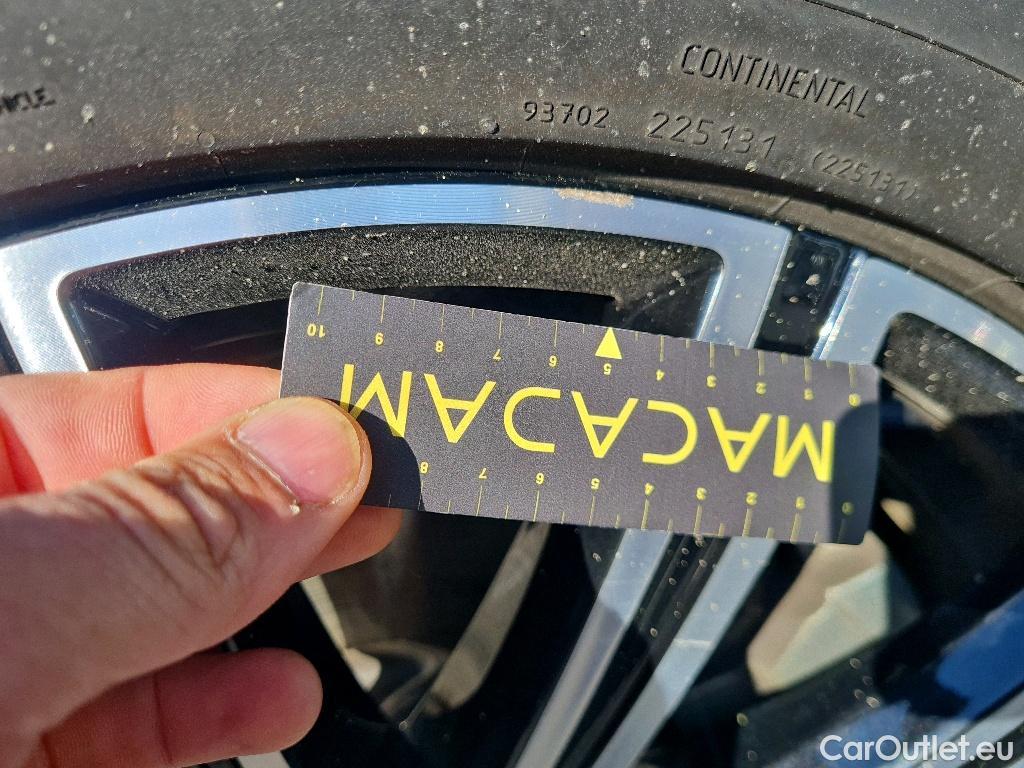 CONTINENTAL
93702 225131 (225131)
10 9 8 7 6 5 4 3 2 1 0
MACADAM
8 7 6 5 4 3 2 1 0
CarOutlet.eu